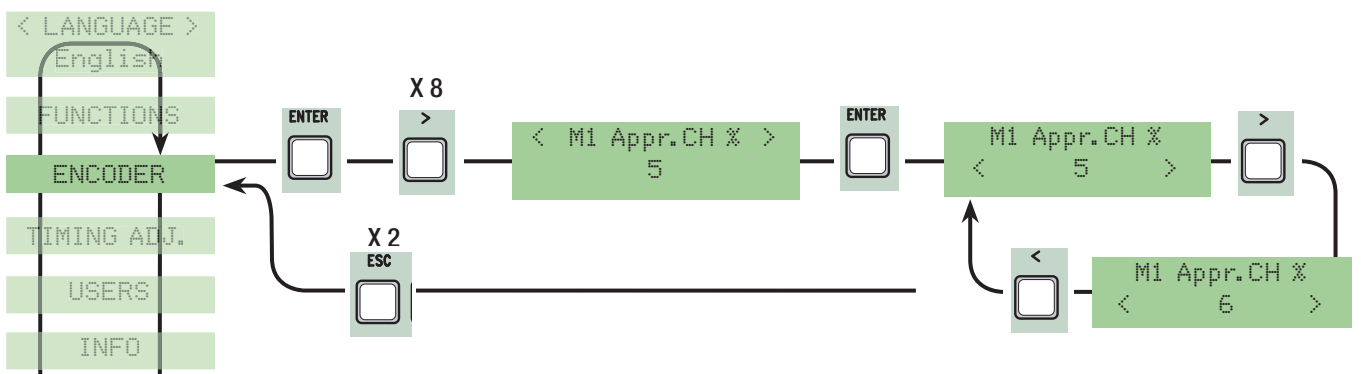 < LANGUAGE >
English
FUNCTIONS
ENCODER
TIMING ADJ.
USERS
INFO
ENTER
X 8
>
< M1 Appr.CH % >
5
ENTER
M1 Appr.CH %
< 5 >
>
M1 Appr.CH %
< 6 >
<
X 2
ESC